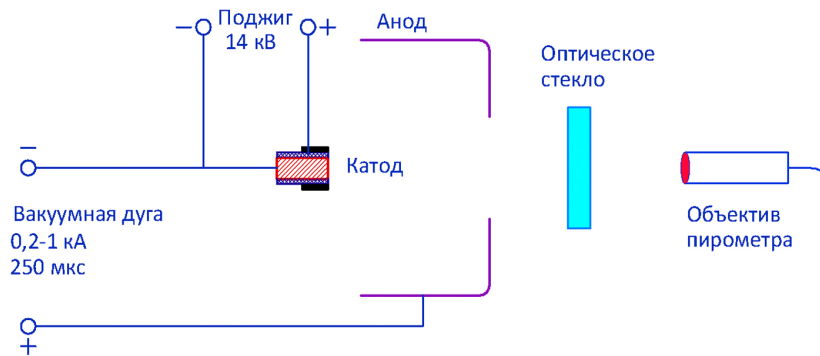 Поджиг
14 кВ
Анод
Оптическое
стекло
Катод
Вакуумная дуга
0,2-1 кА
250 мкс
Объектив
пирометра